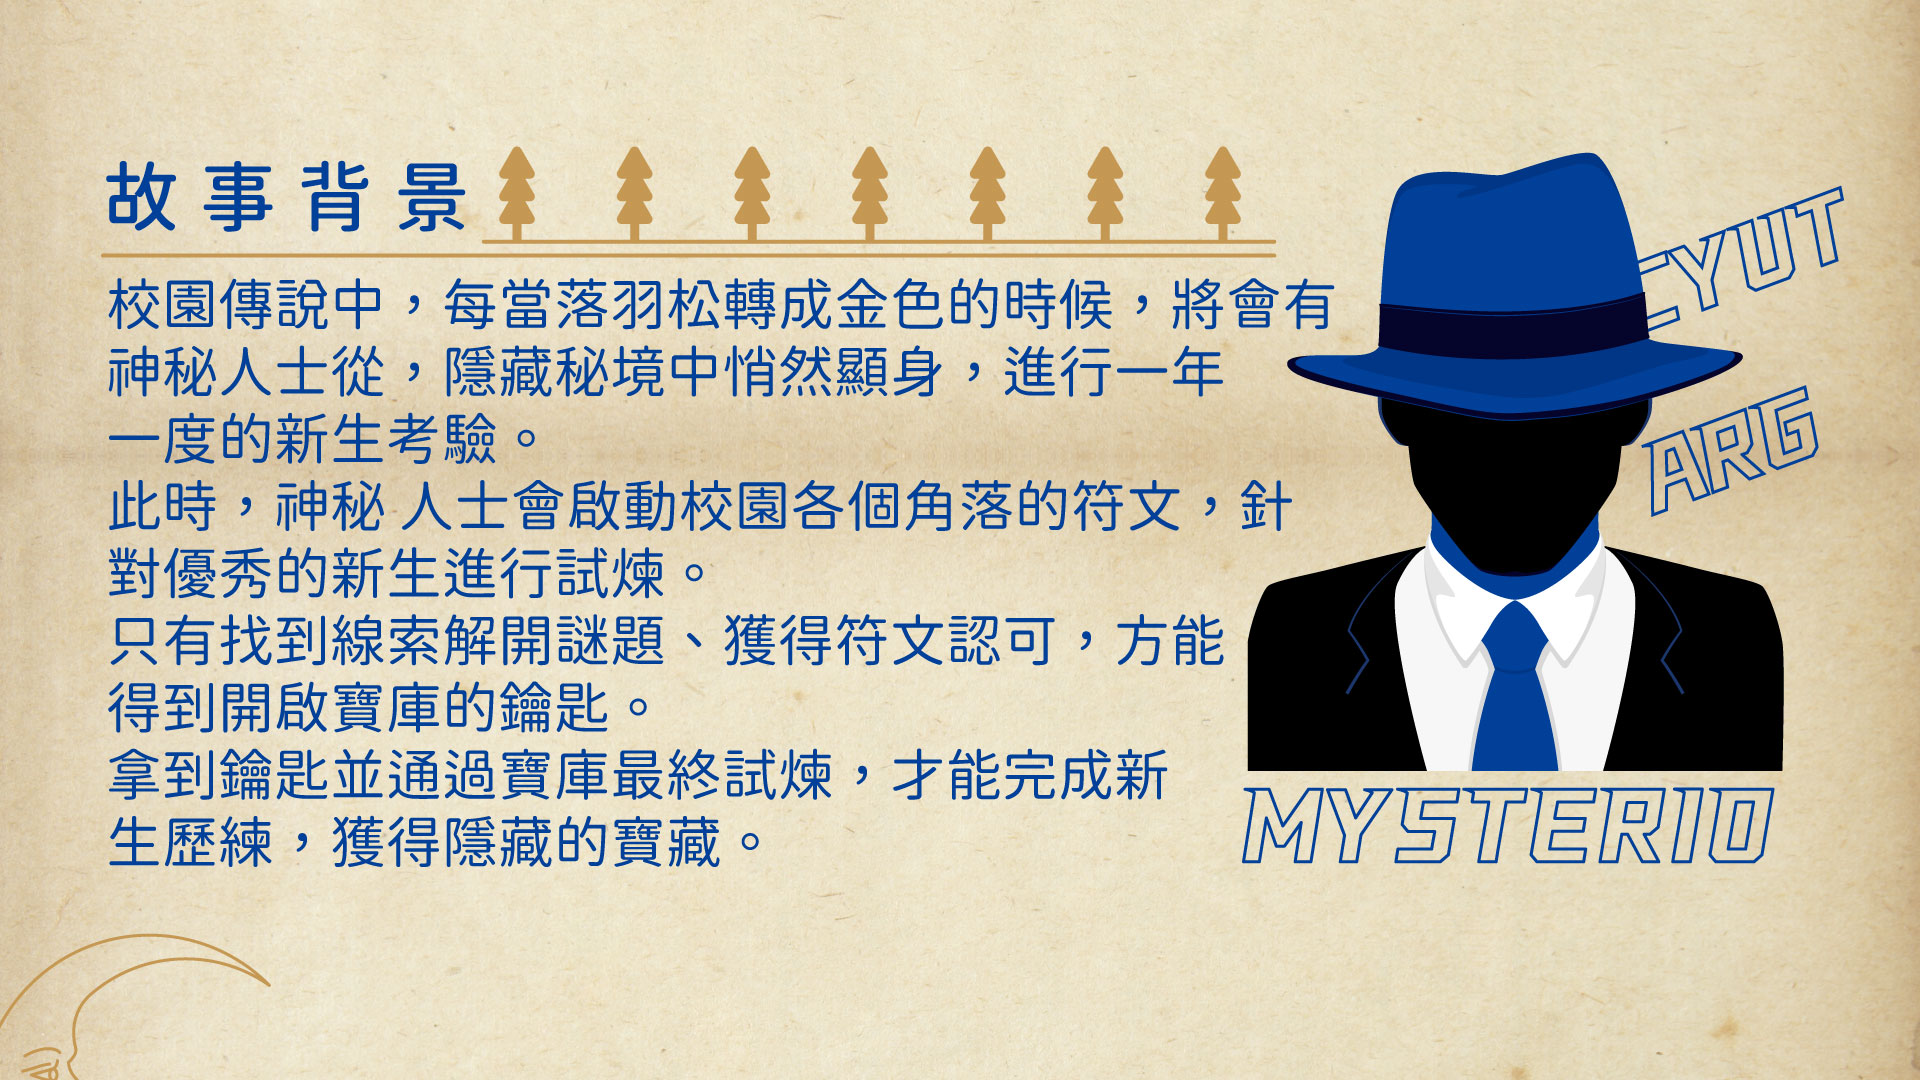 故事背景
校園傳說中，每當落羽松轉成金色的時候，將會有
神秘人士從，隱藏秘境中悄然顯身，進行一年
一度的新生考驗。
此時，神秘 人士會啟動校園各個角落的符文，針
對優秀的新生進行試煉。
只有找到線索解開謎題、獲得符文認可，方能
得到開啟寶庫的鑰匙。
拿到鑰匙並通過寶庫最終試煉，才能完成新
生歷練，獲得隱藏的寶藏。
YUT
ARG
MYSTERIO